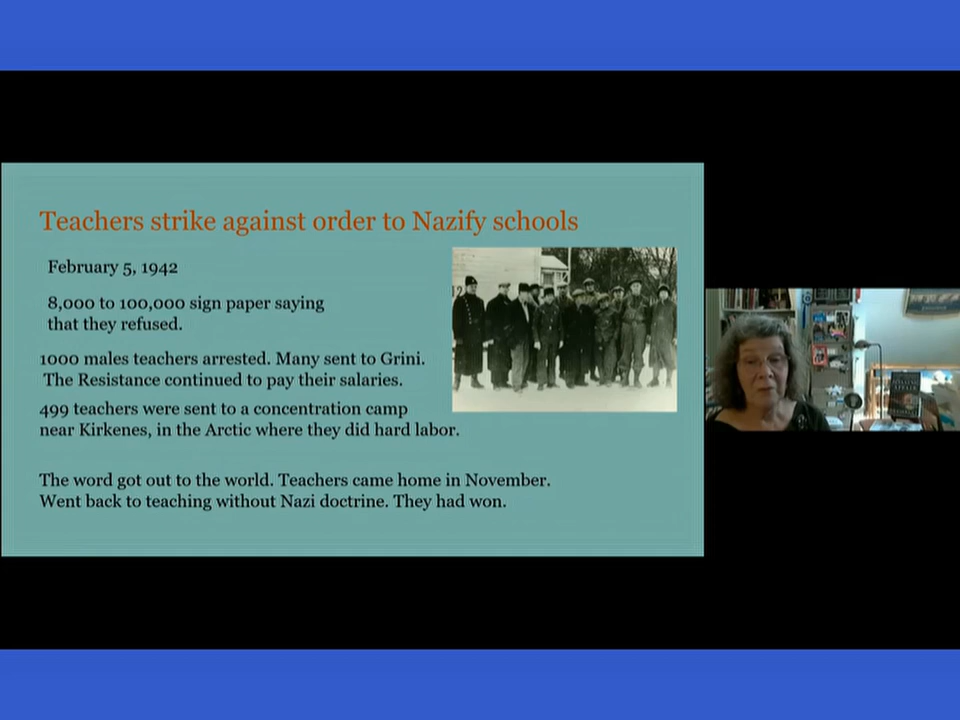 Teachers strike against order to Nazify schools
February 5, 1942
8,000 to 100,000 sign paper saying
that they refused.
1000 males teachers arrested. Many sent to Grini.
The Resistance continued to pay their salaries.
499 teachers were sent to a concentration camp
near Kirkenes, in the Arctic where they did hard labor.
The word got out to the world. Teachers came home in November.
Went back to teaching without Nazi doctrine. They had won.